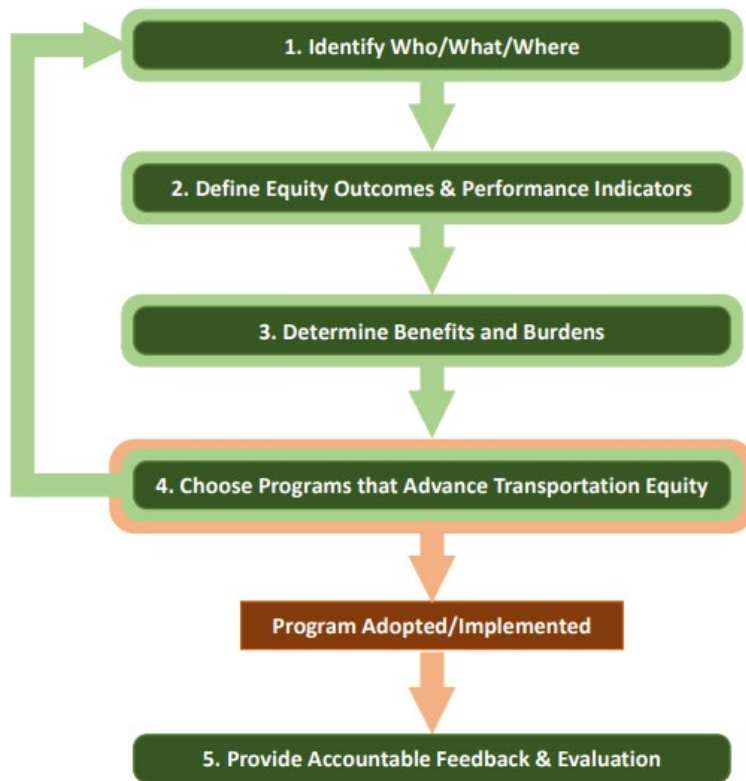 1. Identify Who/What/Where
2. Define Equity Outcomes & Performance Indicators
3. Determine Benefits and Burdens
4. Choose Programs that Advance Transportation Equity
Program Adopted/Implemented
5. Provide Accountable Feedback & Evaluation